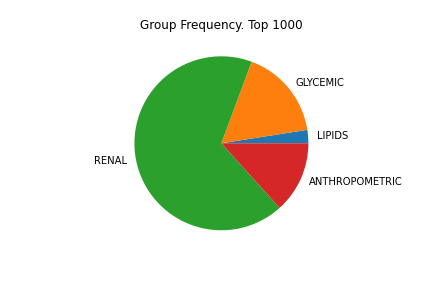 Group Frequency. Top 1000
GLYCEMIC
LIPIDS
RENAL
ANTHROPOMETRIC